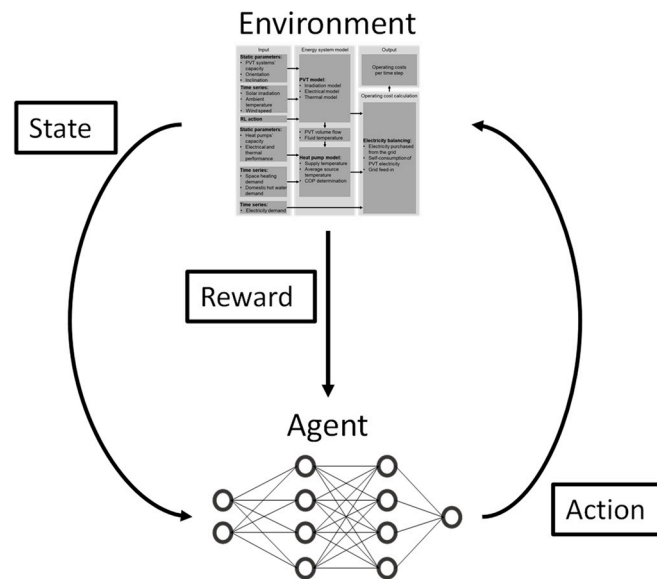 Environment
Input
Energy system model
Output
Static parameters:
• PVT systems'
capacity
• Orientation
• Inclination
Time series:
• Solar irradiation
• Ambient
temperature
• Wind speed
RL action
Static parameters:
• Heat pumps'
capacity
• Electrical and
thermal
performance
Time series:
• Space heating
demand
• Domestic hot water
demand
Time series:
• Electricity demand
PVT model:
• Irradiation model
• Electrical model
• Thermal model
• PVT volume flow
• Fluid temperature
Heat pump model:
• Supply temperature
• Average source
temperature
• COP determination
Operating costs
per time step
Operating cost calculation
Electricity balancing:
• Electricity purchased
from the grid
• Self-consumption of
PVT electricity
• Grid feed in
State
Reward
Agent
Action